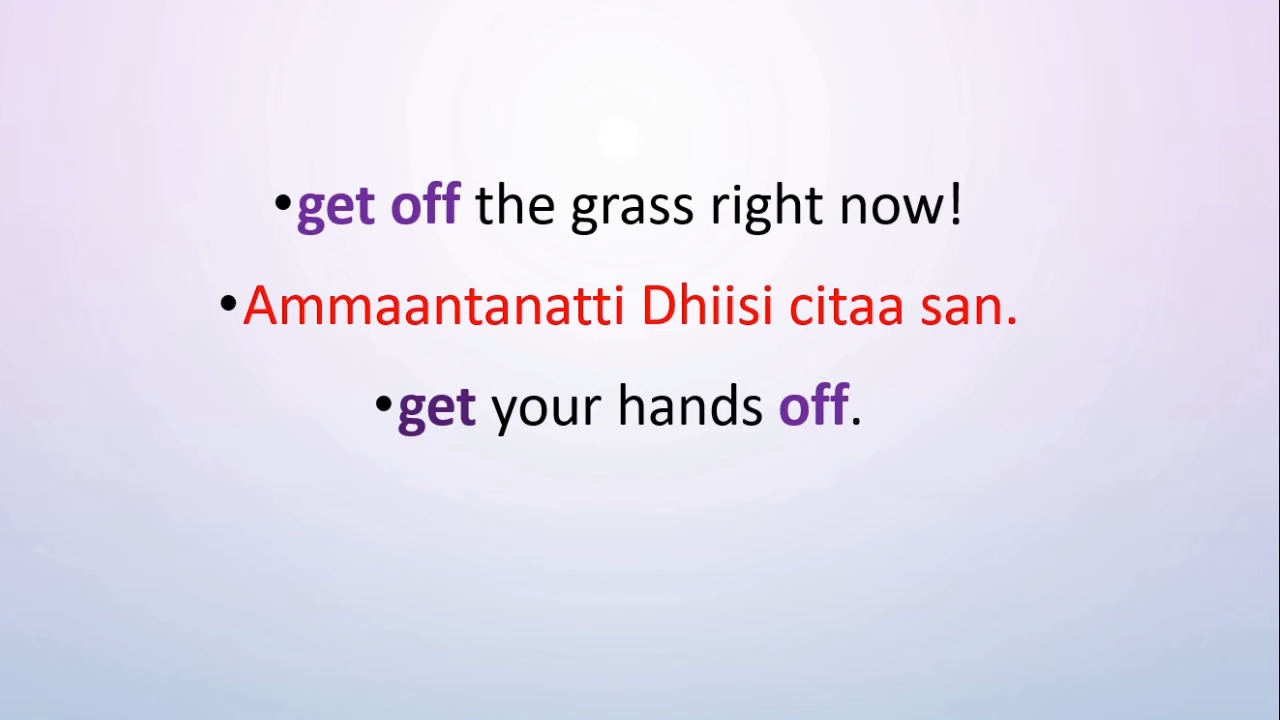 •get off the grass right now!
•Ammaantanatti Dhiisi citaa san.
•get your hands off.